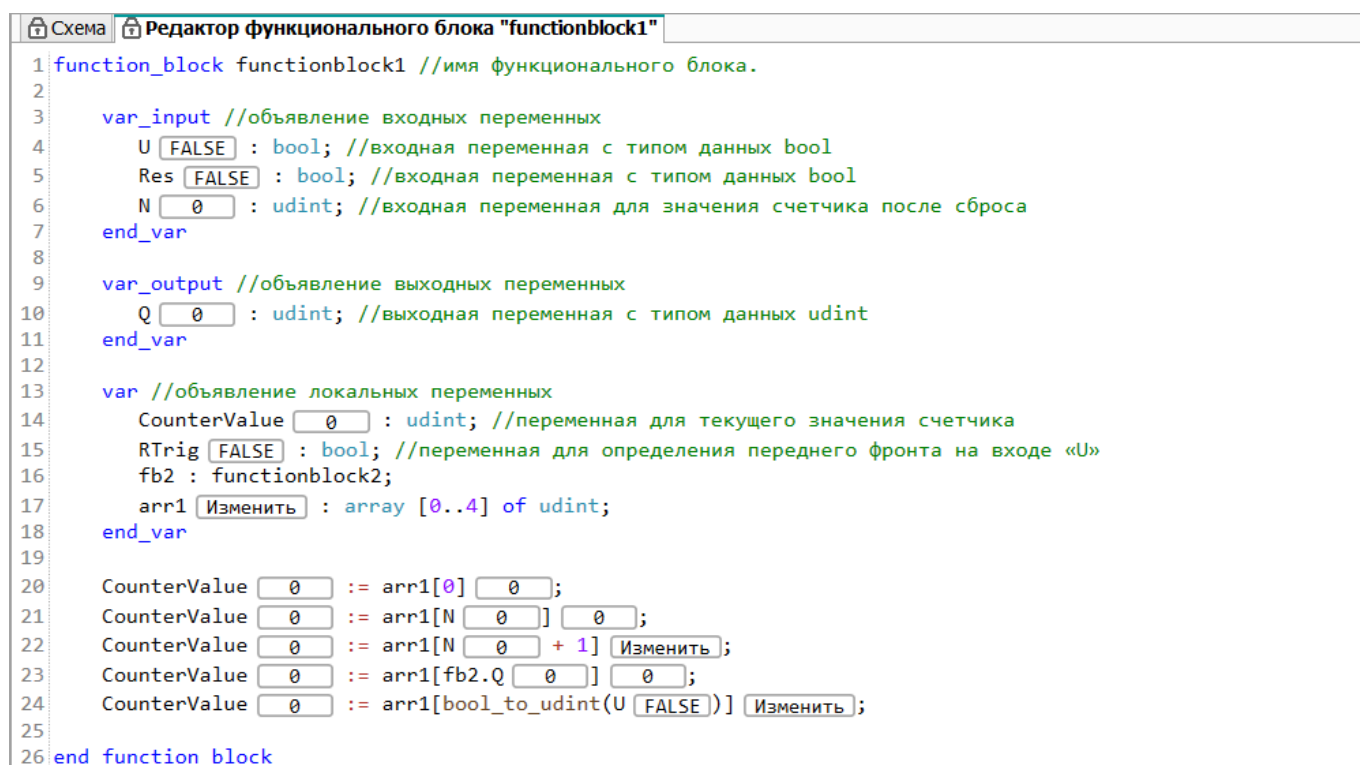 Схема Редактор функционального блока "functionblock1"
1 function_block functionblock1 //имя функционального блока.
2
3 var_input //объявление входных переменных
4 U FALSE : bool; //входная переменная с типом данных bool
5 Res FALSE : bool; //входная переменная с типом данных bool
6 N 0 : udint; //входная переменная для значения счетчика после сброса
7 end_var
8
9 var_output //объявление выходных переменных
10 Q 0 : udint; //выходная переменная с типом данных udint
11 end_var
12
13 var //объявление локальных переменных
14 CounterValue 0 : udint; //переменная для текущего значения счетчика
15 RTrig FALSE : bool; //переменная для определения переднего фронта на входе «U»
16 fb2 : functionblock2;
17 arr1 Изменить : array [0..4] of udint;
18 end_var
19
20 CounterValue 0 := arr1[0] 0 ;
21 CounterValue 0 := arr1[N 0 ] 0 ;
22 CounterValue 0 := arr1[N 0 + 1] Изменить ;
23 CounterValue 0 := arr1[fb2.Q 0 ] 0 ;
24 CounterValue 0 := arr1[bool_to_udint(U FALSE )] Изменить ;
25
26 end_function_block